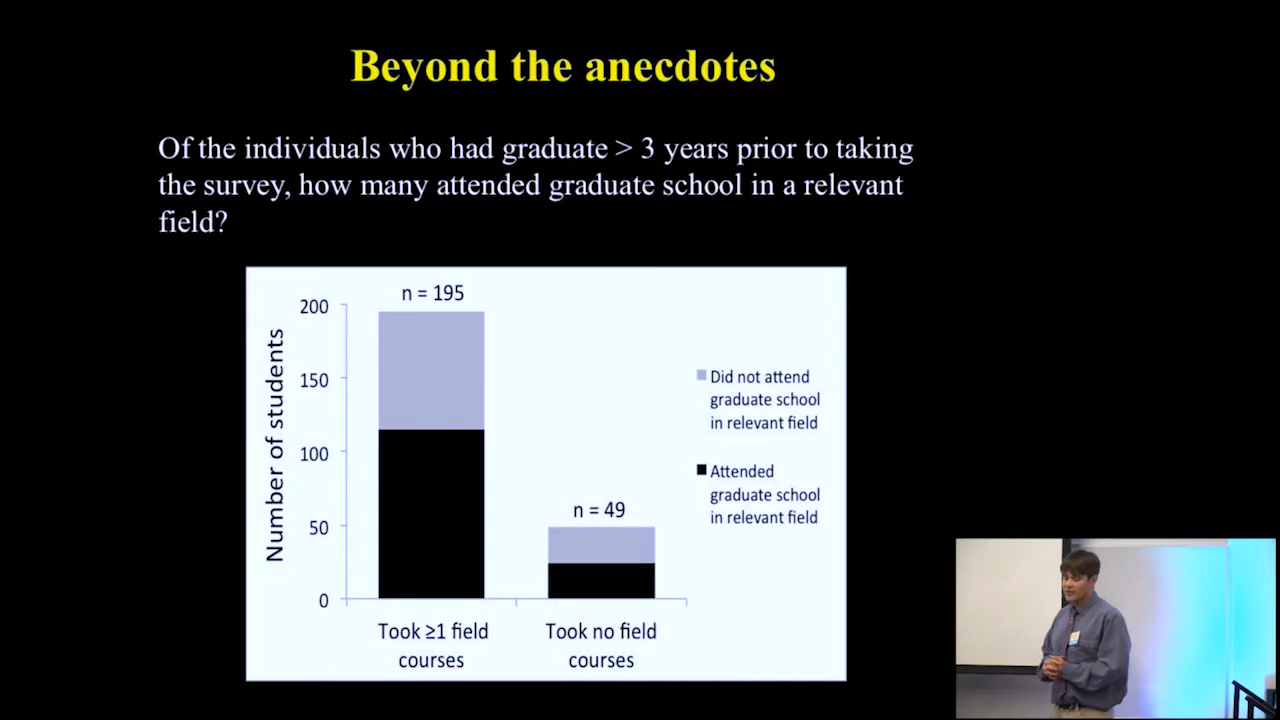 Beyond the anecdotes
Of the individuals who had graduate > 3 years prior to taking
the survey, how many attended graduate school in a relevant
field?
n = 195
200
150
100
50
0
Number of students
n = 49
Did not attend
graduate school
in relevant field
Attended
graduate school
in relevant field
Took ≥1 field
courses
Took no field
courses